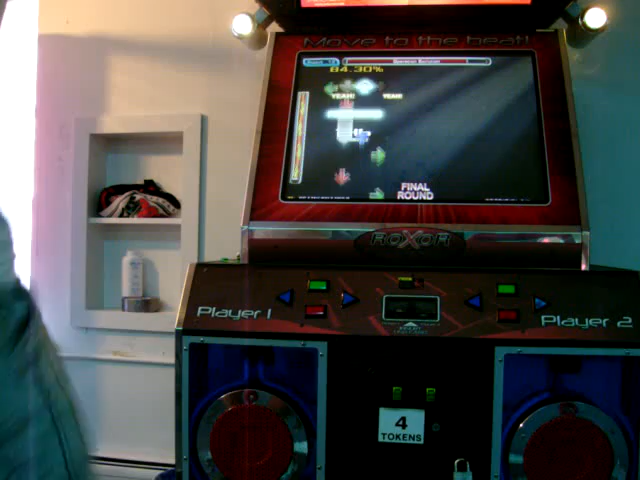 Move to the beat!
84.30%
YEAH!
YEAH!
FINAL
ROUND
ROXOR
Player 1
Player 2
4
TOKENS